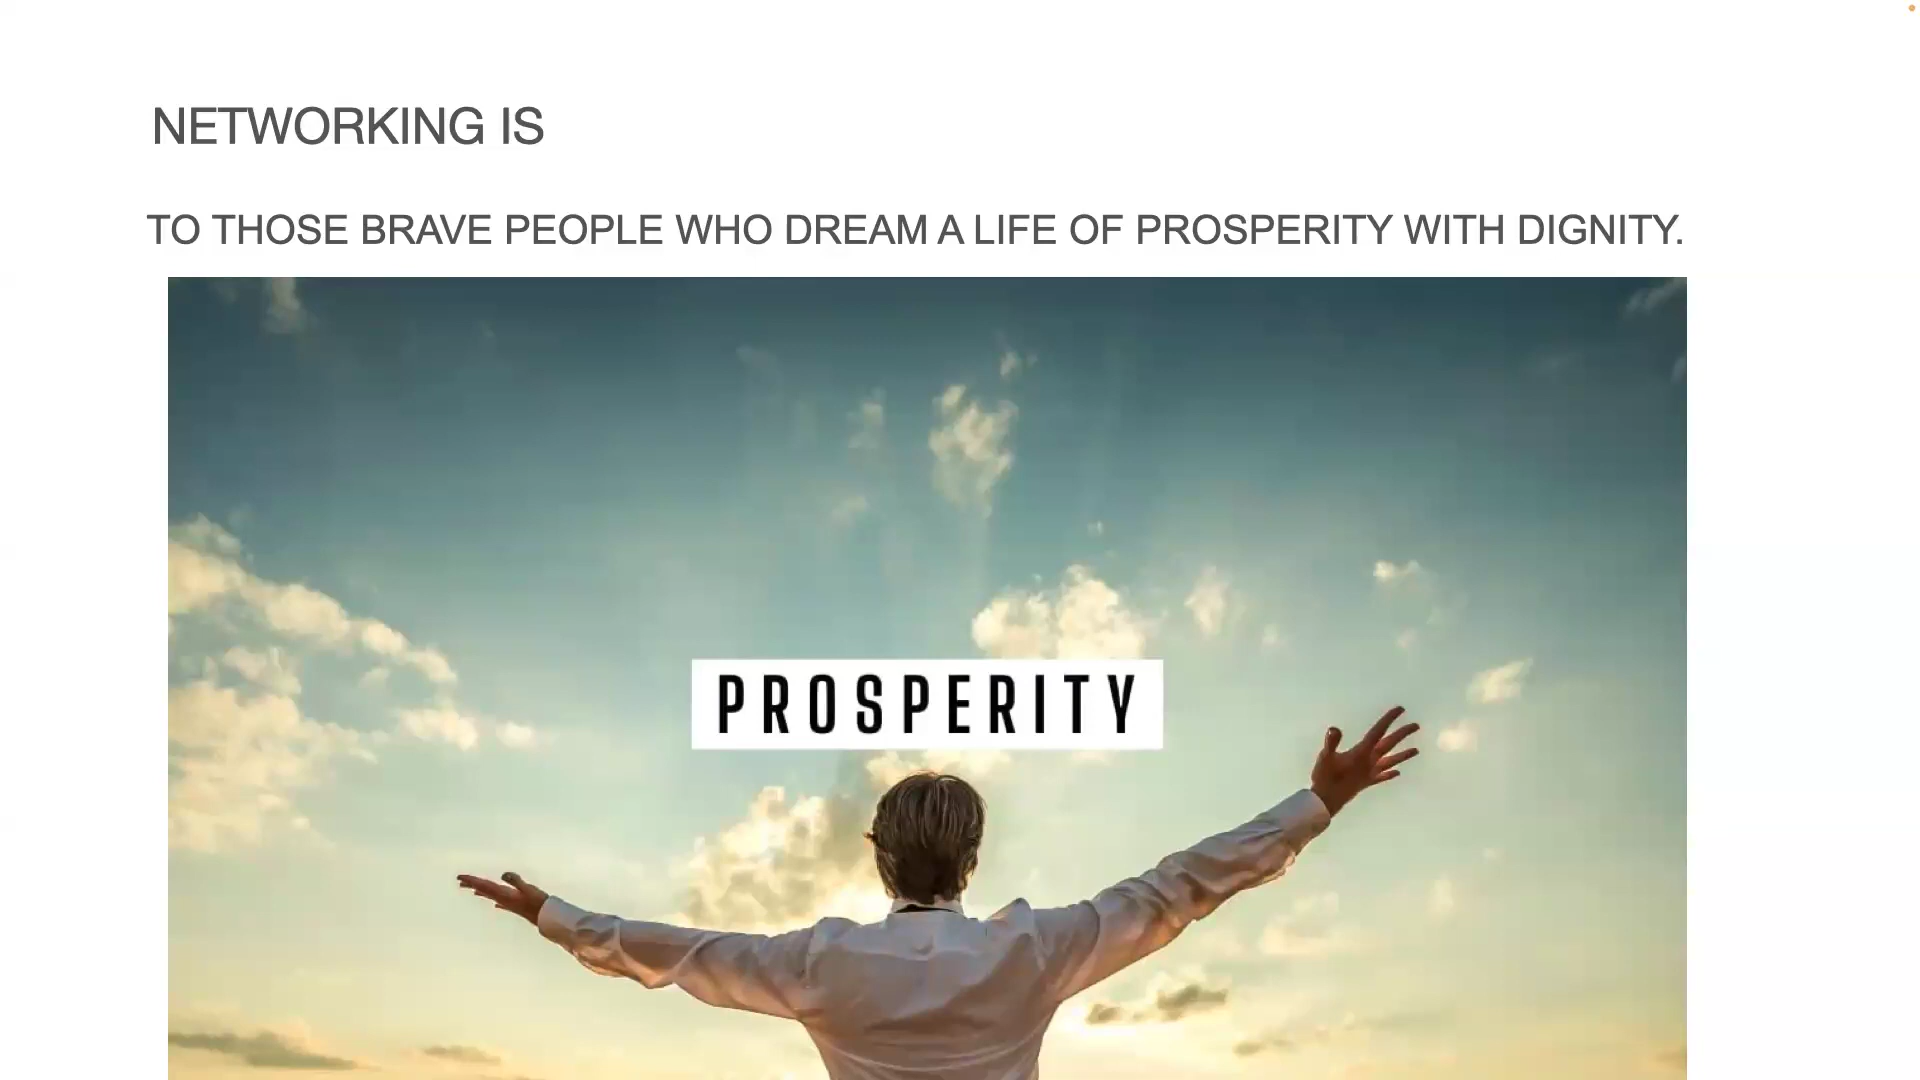 NETWORKING IS
TO THOSE BRAVE PEOPLE WHO DREAM A LIFE OF PROSPERITY WITH DIGNITY.
PROSPERITY